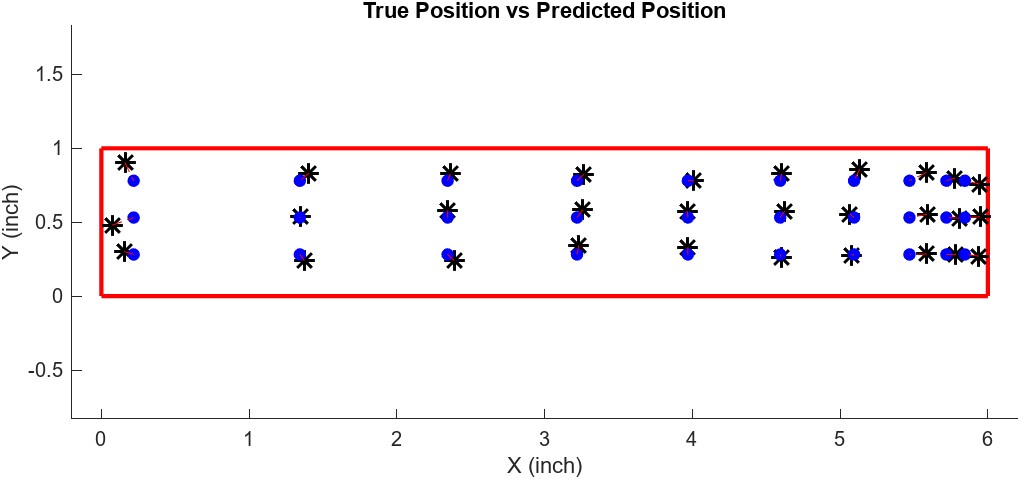 True Position vs Predicted Position
1.5
1
0.5
0
-0.5
Y (inch)
0 1 2 3 4 5 6
X (inch)